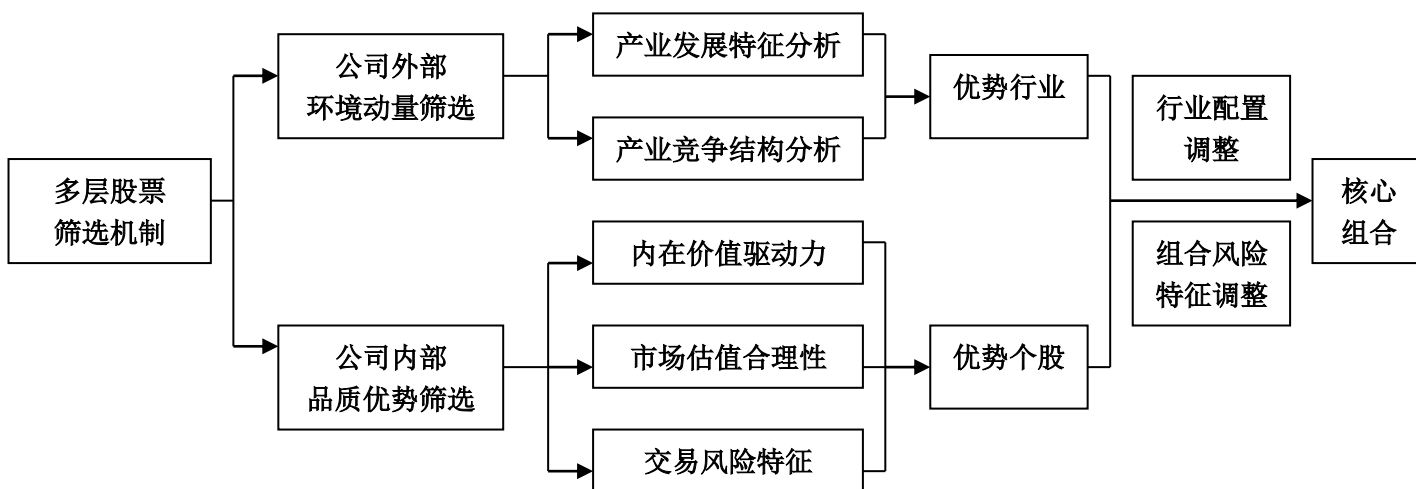 多层股票
筛选机制
公司外部
环境动量筛选
产业发展特征分析
产业竞争结构分析
优势行业
公司内部
品质优势筛选
内在价值驱动力
市场估值合理性
交易风险特征
优势个股
行业配置
调整
组合风险
特征调整
核心
组合